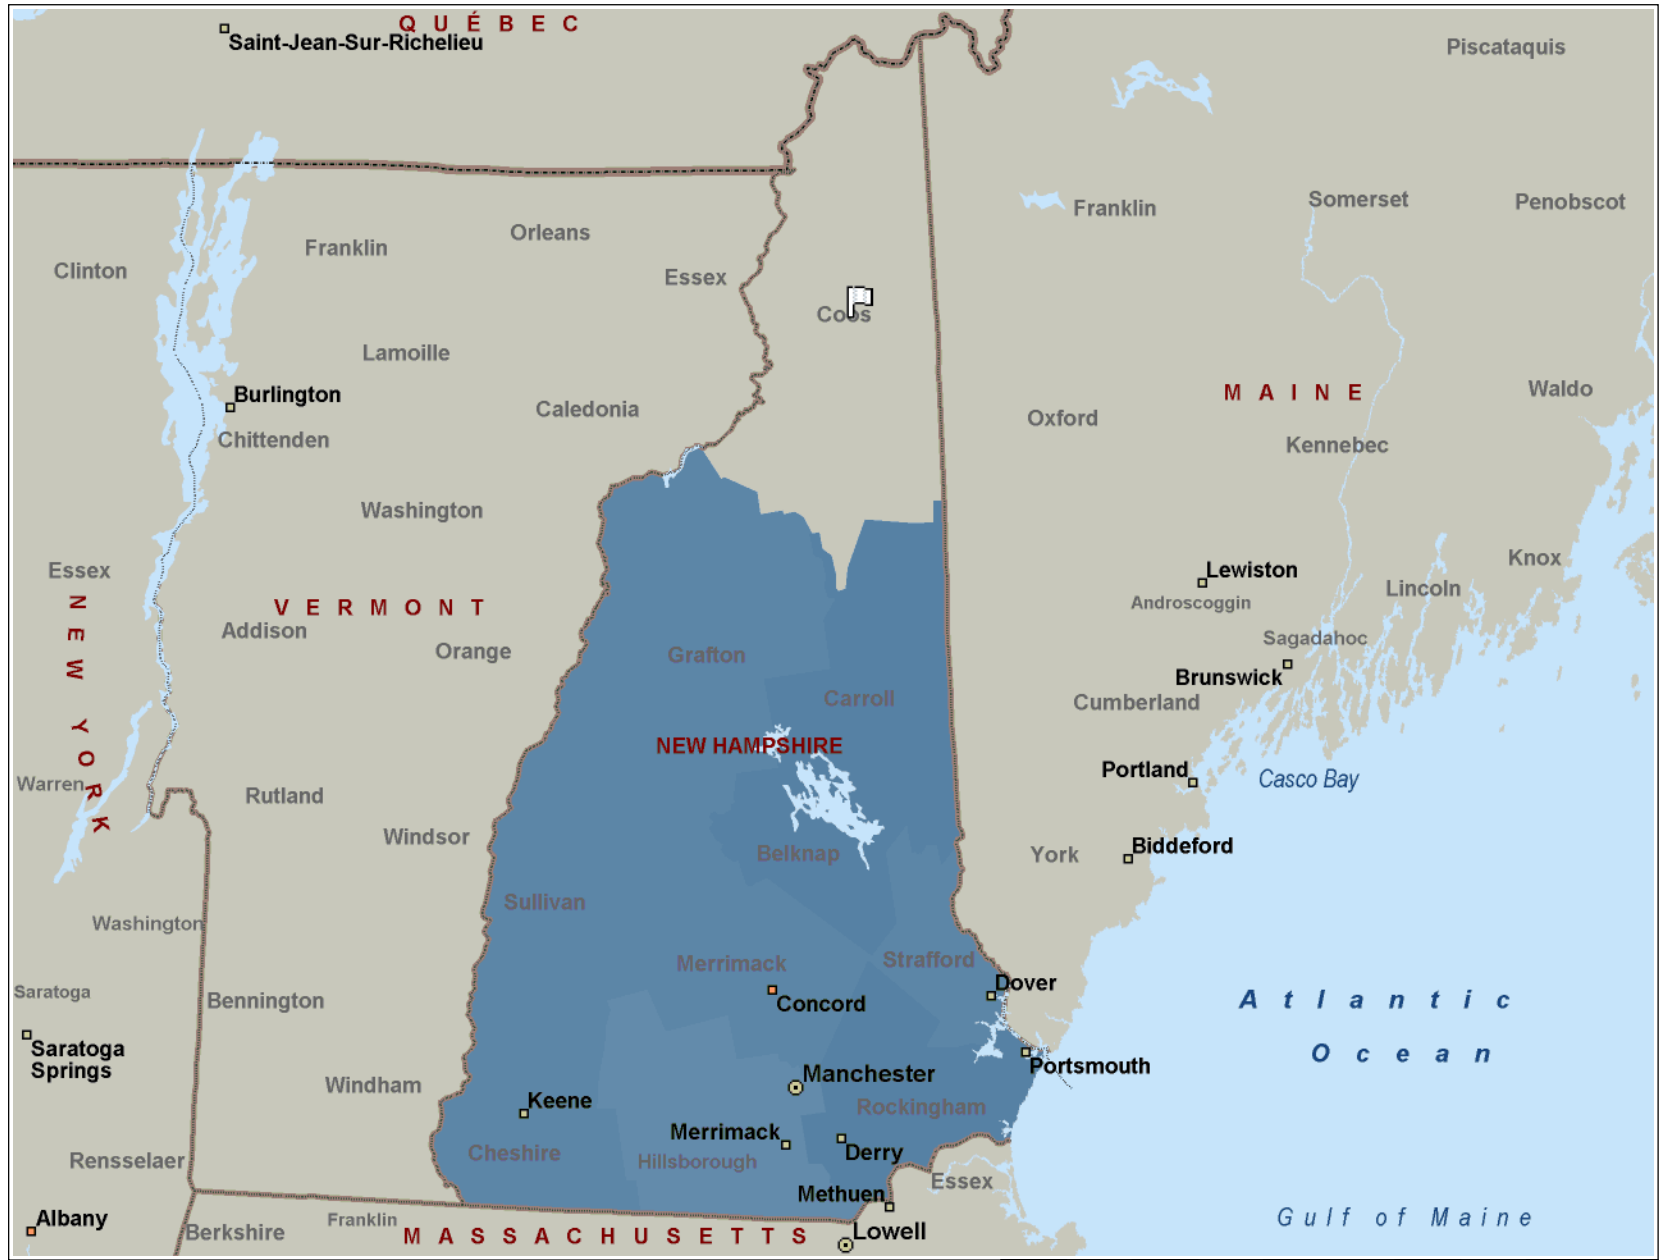 QUÉBEC
Saint-Jean-Sur-Richelieu
Piscataquis
Franklin
Somerset
Penobscot
Orleans
Franklin
Clinton
Essex
Coos
Lamoille
Burlington
MAINE
Waldo
Caledonia
Oxford
Chittenden
Kennebec
Washington
Knox
Essex
Lewiston
Lincoln
Androscoggin
NEW YORK
VERMONT
Addison
Sagadahoc
Orange
Grafton
Brunswick
Carroll
Cumberland
NEW HAMPSHIRE
Portland
Casco Bay
Warren
Rutland
Windsor
Biddeford
York
Belknap
Sullivan
Washington
Merrimack
Strafford
Dover
Saratoga
Bennington
Concord
Atlantic
Ocean
Saratoga
Springs
Portsmouth
Manchester
Windham
Keene
Rockingham
Merrimack
Derry
Cheshire
Hillsborough
Rensselaer
Essex
Methuen
Albany
Franklin
Gulf of Maine
Berkshire
MASSACHUSETTS
Lowell